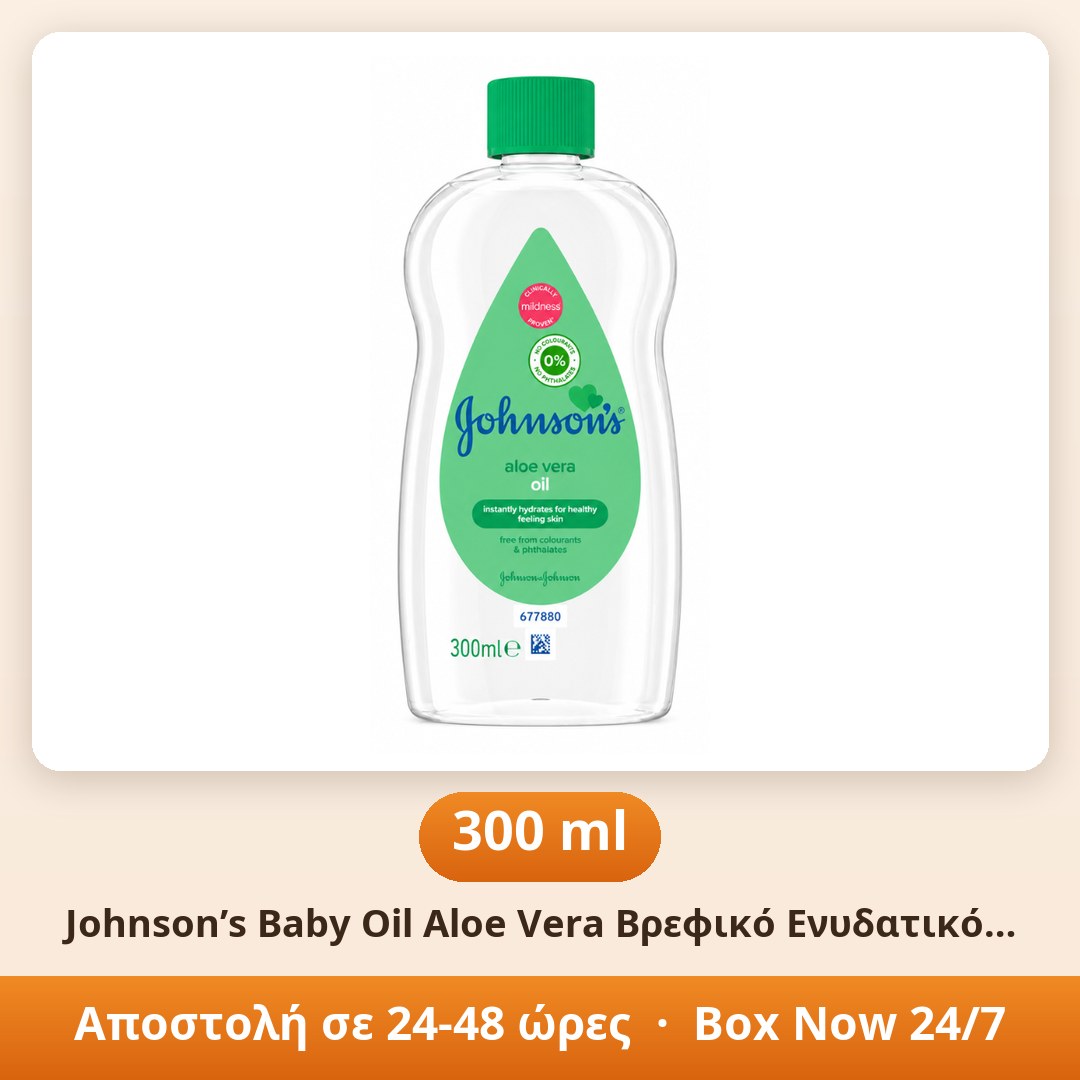 CLINICALLY
mildness
PROVEN*
NO COLOURANTS
0%
NO PHTHALATES
Johnson's®
aloe vera
oil
instantly hydrates for healthy
feeling skin
free from colourants
& phthalates
Johnson&Johnson
677880
300ml e
300 ml
Johnson’s Baby Oil Aloe Vera Βρεφικό Ενυδατικό...
Αποστολή σε 24-48 ώρες · Box Now 24/7